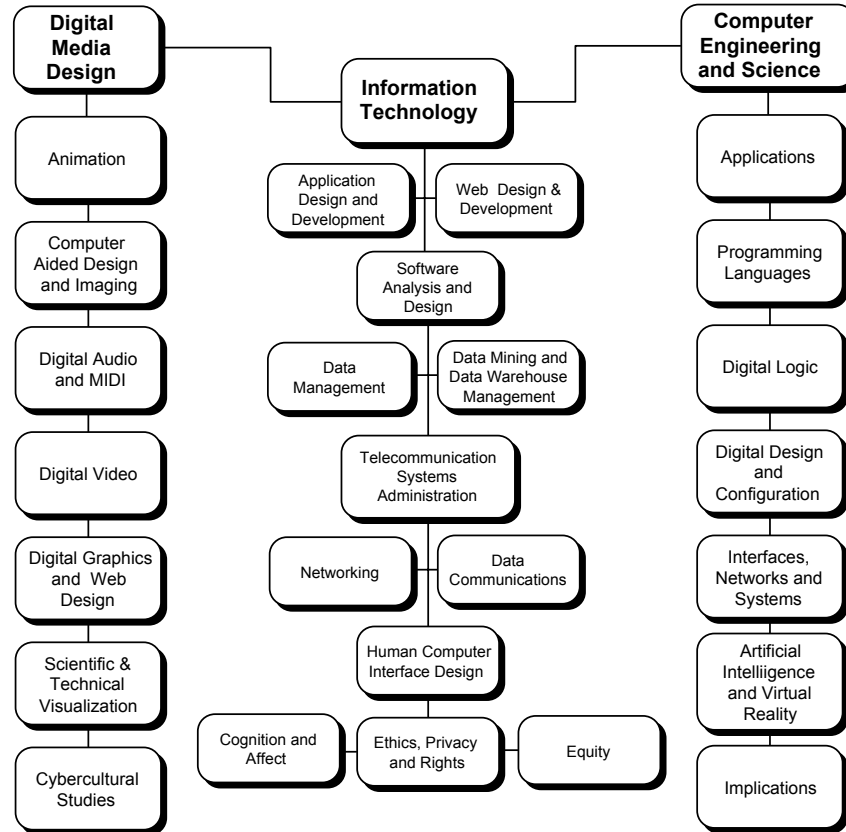 Digital
Media
Design
Animation
Computer
Aided Design
and Imaging
Digital Audio
and MIDI
Digital Video
Digital Graphics
and Web
Design
Scientific &
Technical
Visualization
Cybercultural
Studies
Information
Technology
Application
Design and
Development
Web Design &
Development
Software
Analysis and
Design
Data
Management
Data Mining and
Data Warehouse
Management
Telecommunication
Systems
Administration
Networking
Data
Communications
Human Computer
Interface Design
Cognition and
Affect
Ethics, Privacy
and Rights
Equity
Computer
Engineering
and Science
Applications
Programming
Languages
Digital Logic
Digital Design
and
Configuration
Interfaces,
Networks and
Systems
Artificial
Intelliigence
and Virtual
Reality
Implications